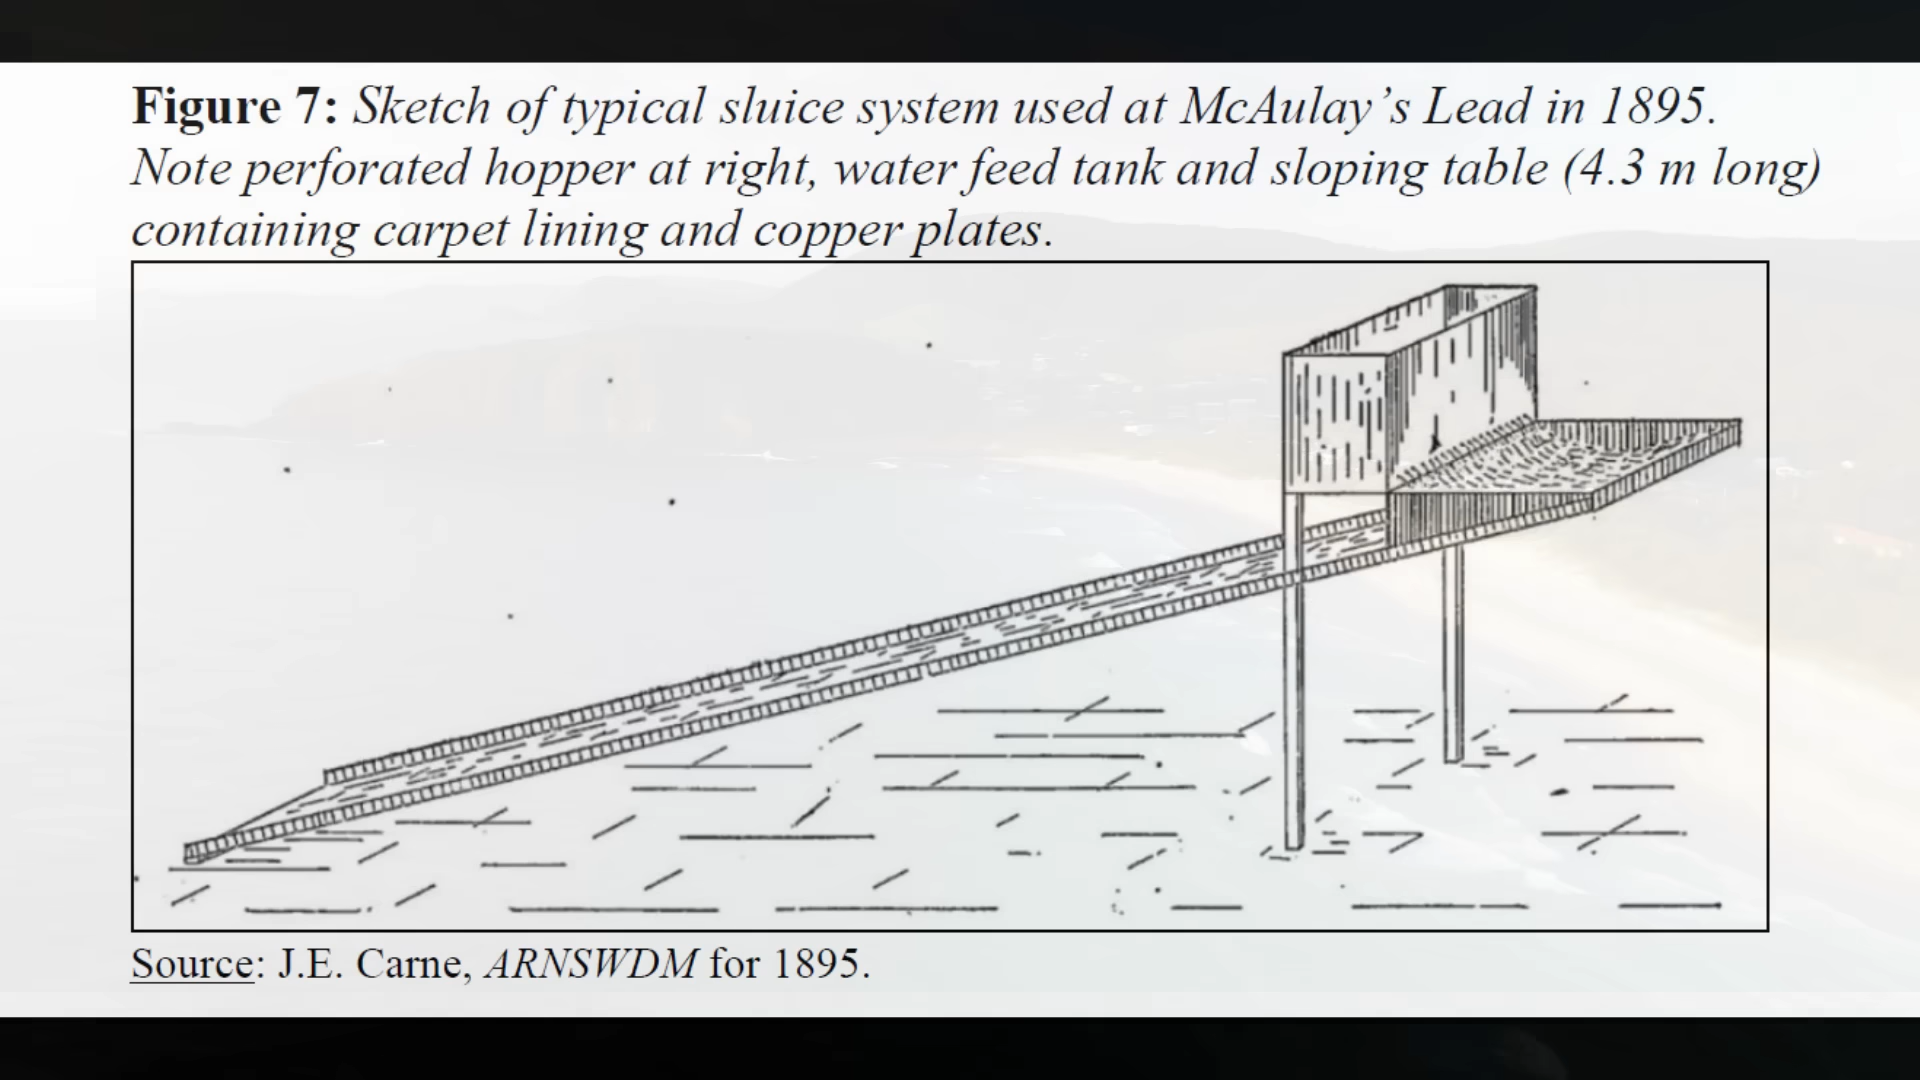 Figure 7: Sketch of typical sluice system used at McAulay's Lead in 1895.
Note perforated hopper at right, water feed tank and sloping table (4.3 m long)
containing carpet lining and copper plates.
Source: J.E. Carne, ARNSWDM for 1895.